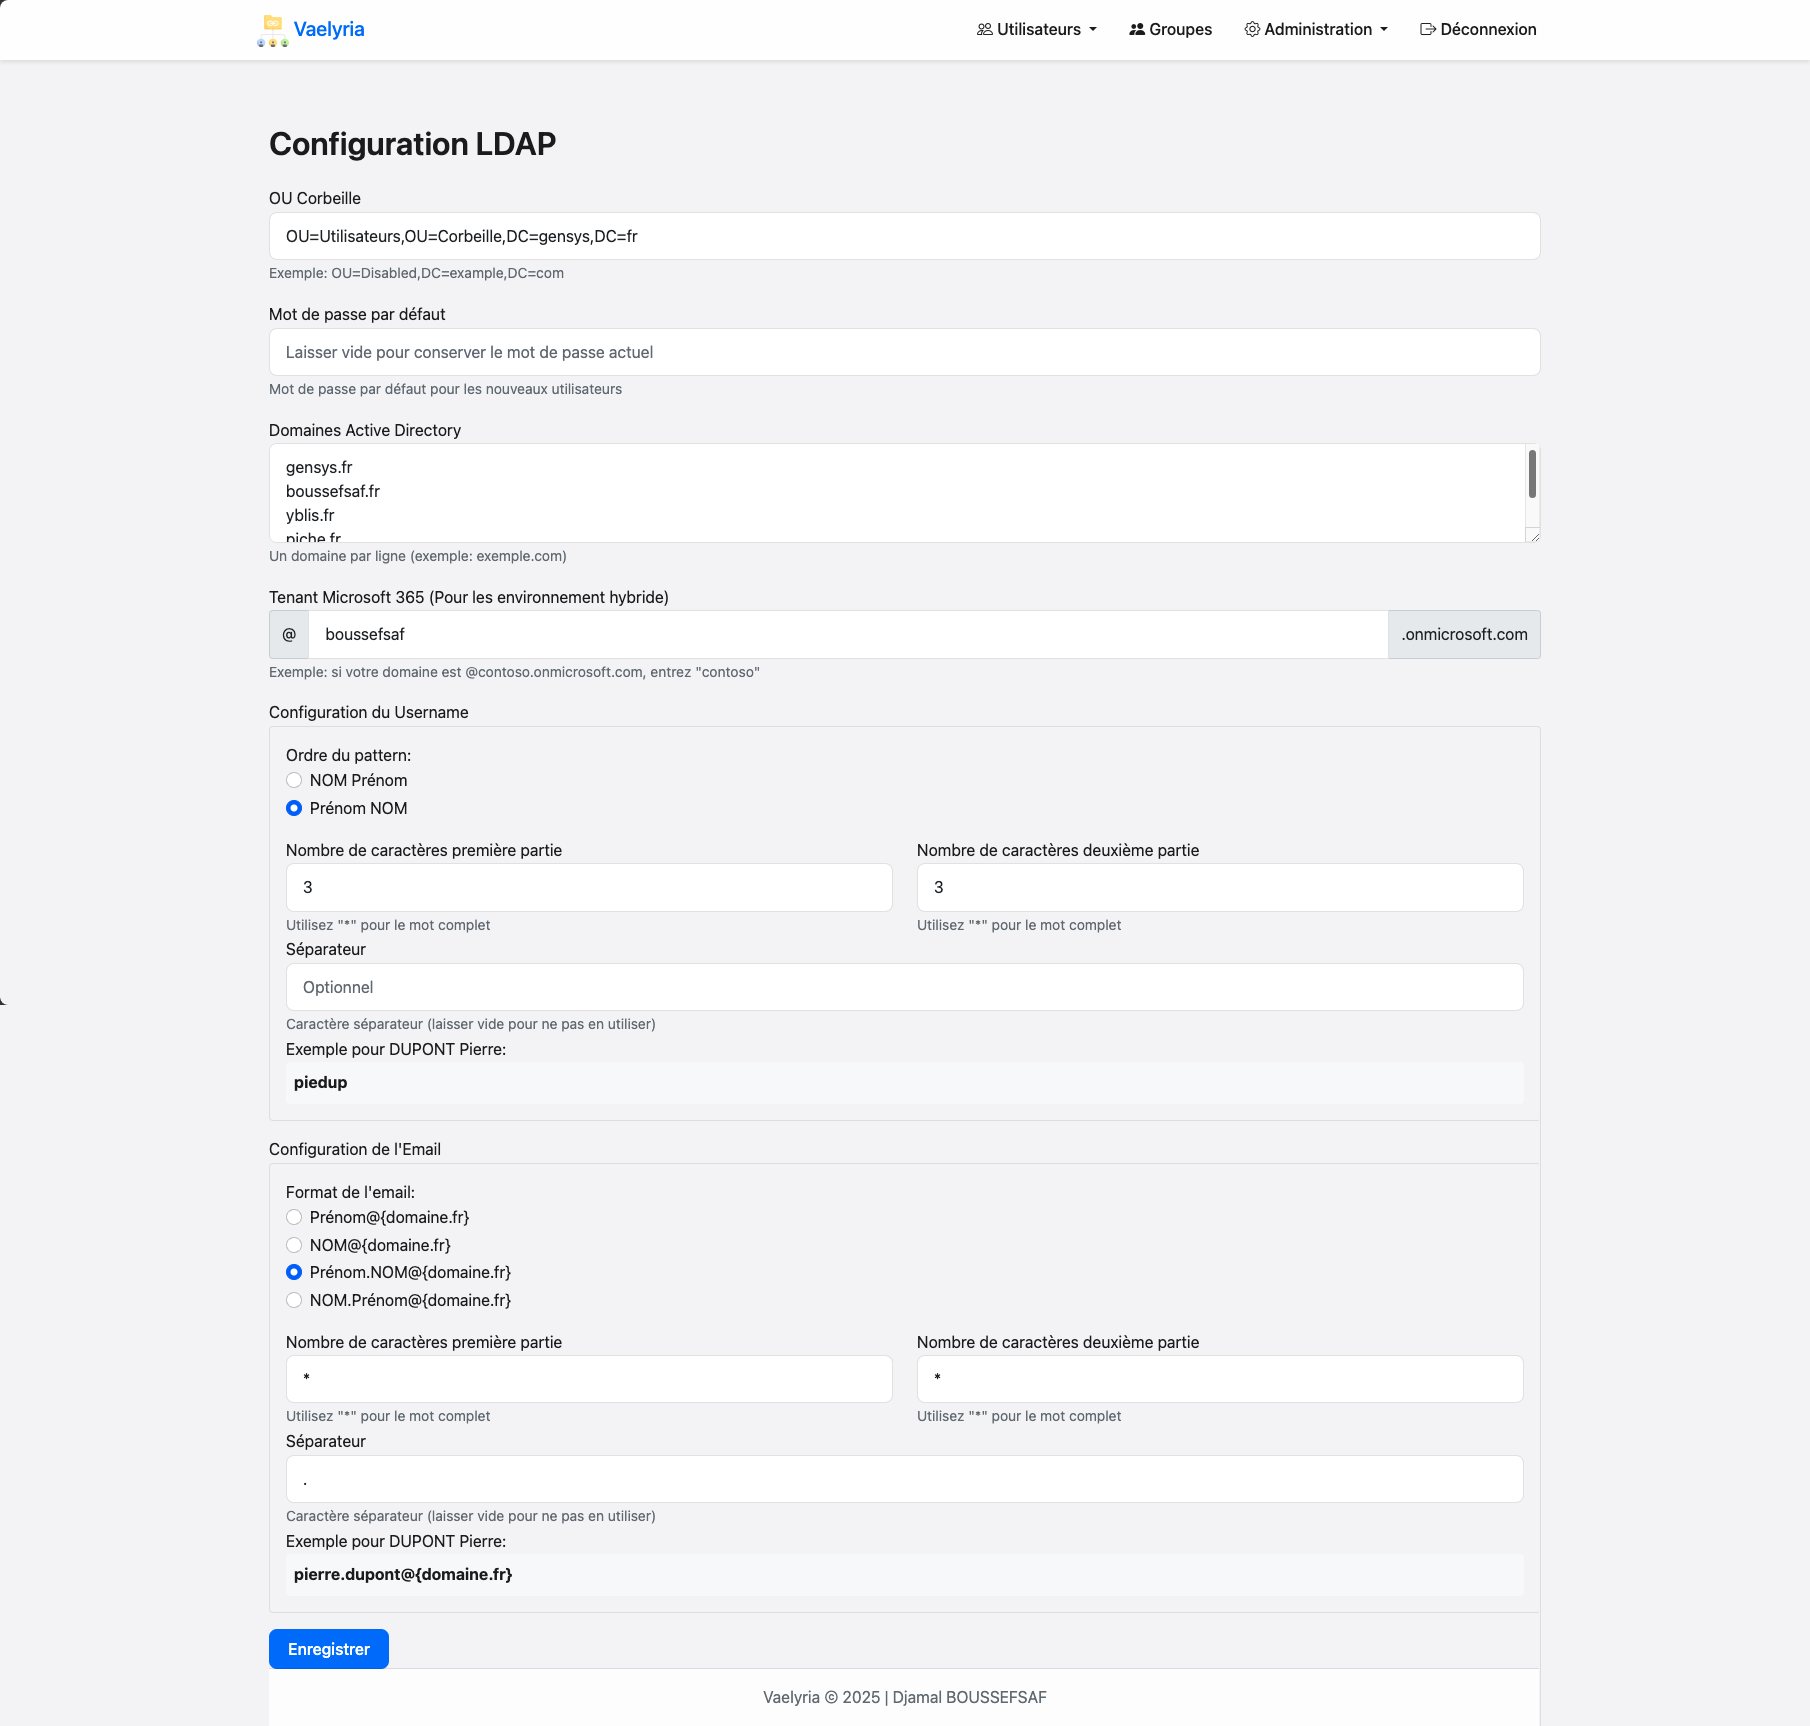 Vaelyria
Utilisateurs
Groupes
Administration
Déconnexion
Configuration LDAP
OU Corbeille
OU=Utilisateurs,OU=Corbeille,DC=gensys,DC=fr
Exemple: OU=Disabled,DC=example,DC=com
Mot de passe par défaut
Laisser vide pour conserver le mot de passe actuel
Mot de passe par défaut pour les nouveaux utilisateurs
Domaines Active Directory
gensys.fr
boussefsaf.fr
yblis.fr
piche.fr
Un domaine par ligne (exemple: exemple.com)
Tenant Microsoft 365 (Pour les environnement hybride)
@ boussefsaf .onmicrosoft.com
Exemple: si votre domaine est @contoso.onmicrosoft.com, entrez "contoso"
Configuration du Username
Ordre du pattern:
NOM Prénom
Prénom NOM
Nombre de caractères première partie
3
Utilisez "*" pour le mot complet
Nombre de caractères deuxième partie
3
Utilisez "*" pour le mot complet
Séparateur
Optionnel
Caractère séparateur (laisser vide pour ne pas en utiliser)
Exemple pour DUPONT Pierre:
piedup
Configuration de l'Email
Format de l'email:
Prénom@{domaine.fr}
NOM@{domaine.fr}
Prénom.NOM@{domaine.fr}
NOM.Prénom@{domaine.fr}
Nombre de caractères première partie
*
Utilisez "*" pour le mot complet
Nombre de caractères deuxième partie
*
Utilisez "*" pour le mot complet
Séparateur
.
Caractère séparateur (laisser vide pour ne pas en utiliser)
Exemple pour DUPONT Pierre:
pierre.dupont@{domaine.fr}
Enregistrer
Vaelyria © 2025 | Djamal BOUSSEFSAF